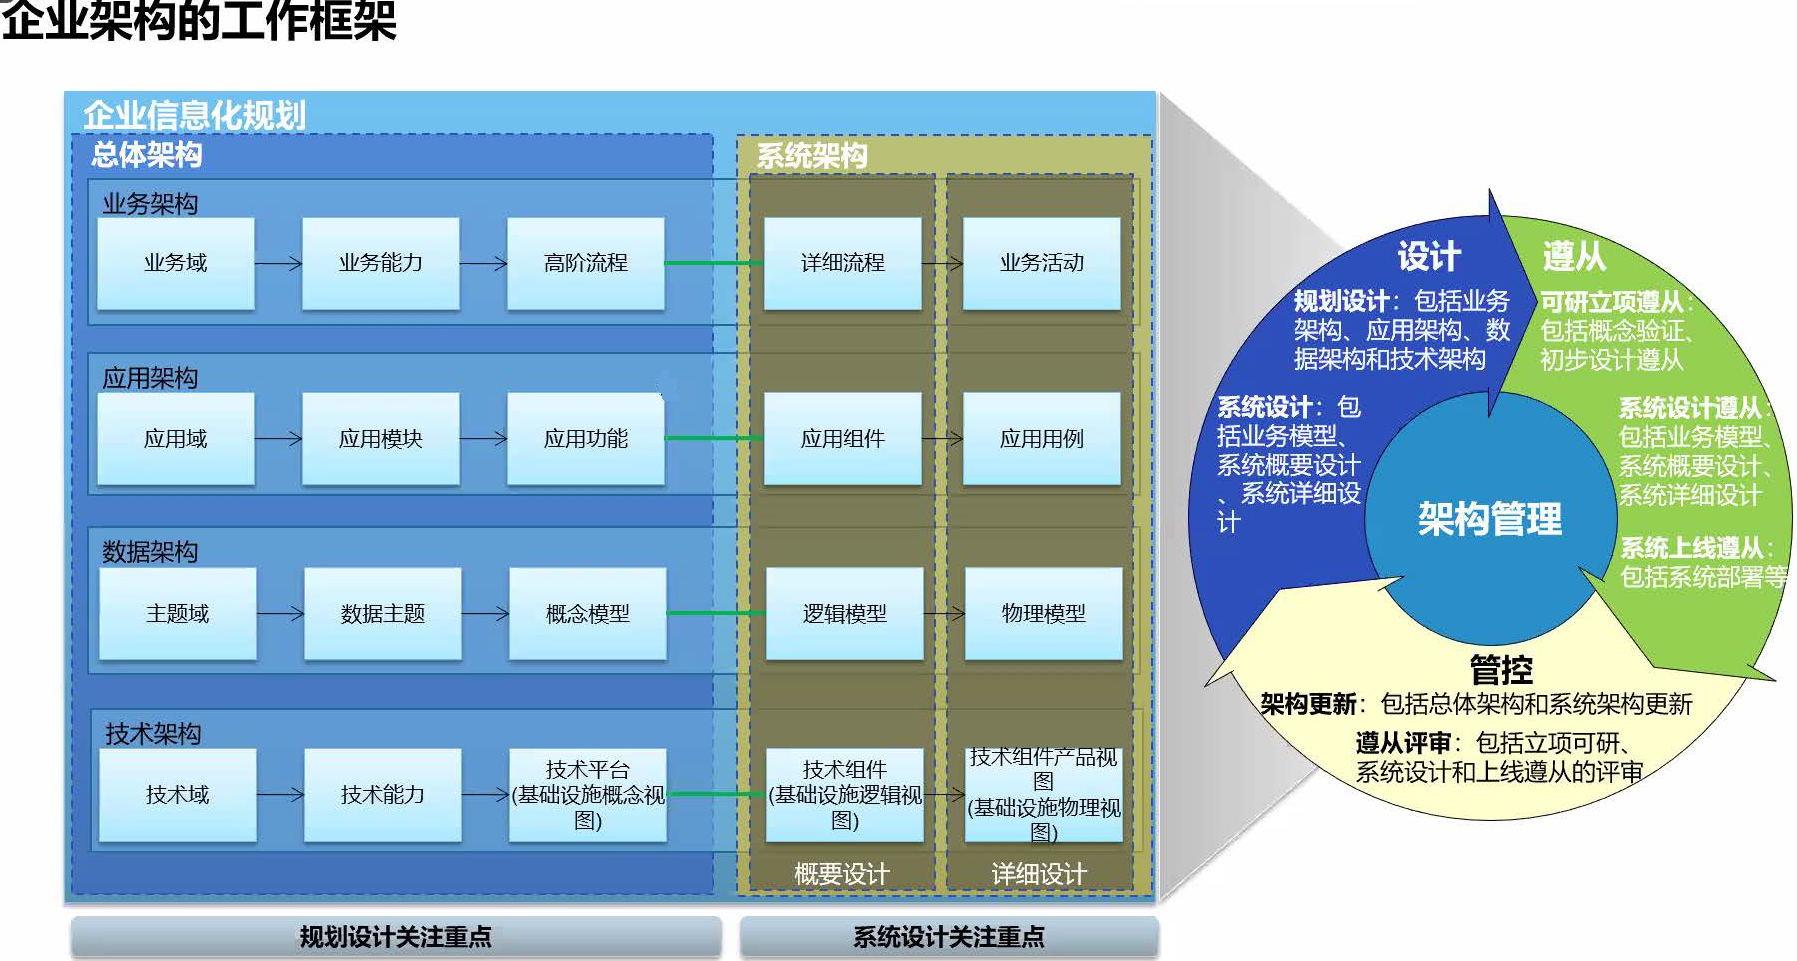 企业架构的工作框架
企业信息化规划
总体架构
系统架构
业务架构
业务域
业务能力
高阶流程
详细流程
业务活动
应用架构
应用域
应用模块
应用功能
应用组件
应用用例
数据架构
主题域
数据主题
概念模型
逻辑模型
物理模型
技术架构
技术域
技术能力
技术平台
(基础设施概念视
图)
技术组件
(基础设施逻辑视
图)
技术组件产品视
图
(基础设施物理视
图)
概要设计
详细设计
规划设计关注重点
系统设计关注重点
设计
规划设计：包括业务
架构、应用架构、数
据架构和技术架构
系统设计：包
括业务模型、
系统概要设计
、系统详细设
计
遵从
可研立项遵从：
包括概念验证、
初步设计遵从
系统设计遵从：
包括业务模型、
系统概要设计、
系统详细设计
系统上线遵从：
包括系统部署等
架构管理
管控
架构更新：包括总体架构和系统架构更新
遵从评审：包括立项可研、
系统设计和上线遵从的评审